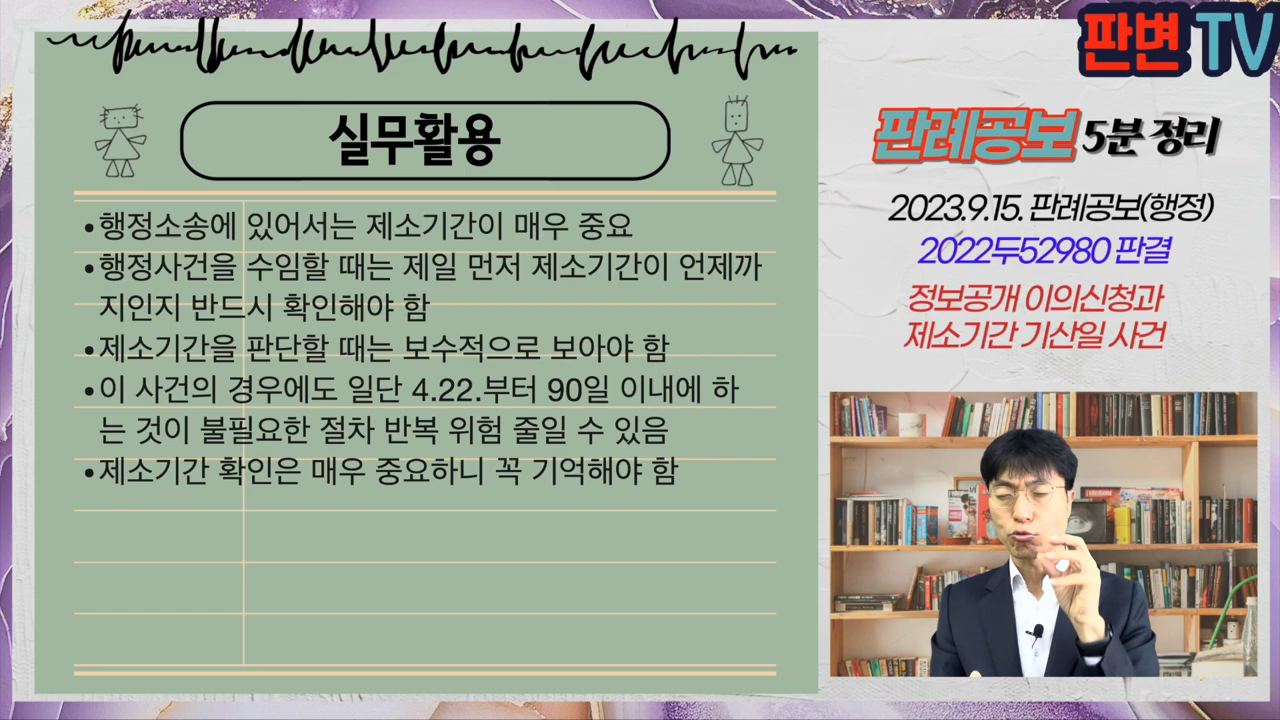 판변 TV
실무활용
•행정소송에 있어서는 제소기간이 매우 중요
•행정사건을 수임할 때는 제일 먼저 제소기간이 언제까
지인지 반드시 확인해야 함
•제소기간을 판단할 때는 보수적으로 보아야 함
•이 사건의 경우에도 일단 4.22.부터 90일 이내에 하
는 것이 불필요한 절차 반복 위험 줄일 수 있음
•제소기간 확인은 매우 중요하니 꼭 기억해야 함
판례공보 5분 정리
2023.9.15. 판례공보(행정)
2022두52980 판결
정보공개 이의신청과
제소기간 기산일 사건